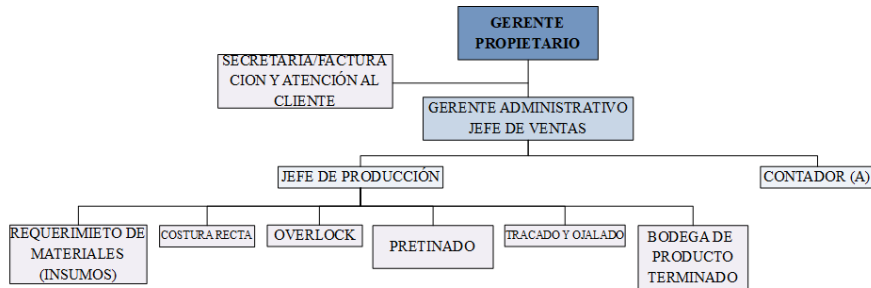 GERENTE
PROPIETARIO
SECRETARIA/FACTURA
CION Y ATENCIÓN AL
CLIENTE
GERENTE ADMINISTRATIVO
JEFE DE VENTAS
JEFE DE PRODUCCIÓN
CONTADOR (A)
REQUERIMIETO DE
MATERIALES
(INSUMOS)
COSTURA RECTA
OVERLOCK
PRETINADO
TRACADO Y OJALADO
BODEGA DE
PRODUCTO
TERMINADO